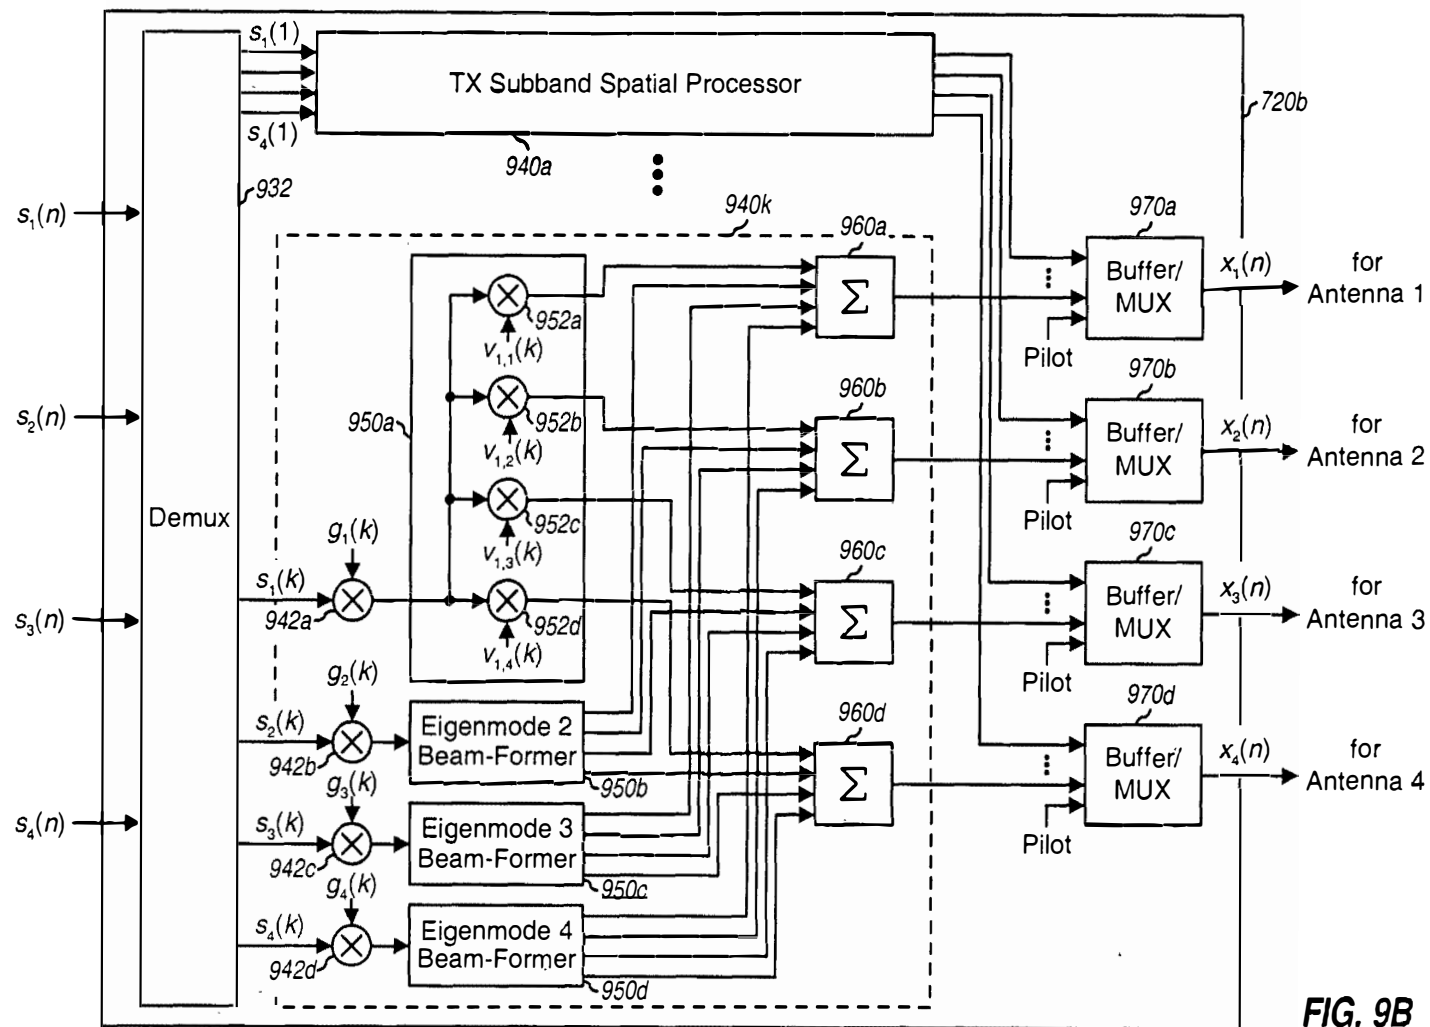 s₁(1)
TX Subband Spatial Processor
720b
s₄(1)
940a
932
s₁(n)
940k
960a
970a
Buffer/
MUX
x₁(n)
for
Antenna 1
Σ
952a
v₁,₁(k)
Pilot
970b
960b
950a
952b
v₁,₂(k)
s₂(n)
Buffer/
MUX
x₂(n)
for
Antenna 2
Σ
Pilot
Demux
952c
v₁,₃(k)
g₁(k)
970c
960c
s₁(k)
942a
952d
v₁,₄(k)
s₃(n)
Buffer/
MUX
x₃(n)
for
Antenna 3
Σ
Pilot
g₂(k)
970d
960d
s₂(k)
942b
Eigenmode 2
Beam-Former
950b
Buffer/
MUX
x₄(n)
for
Antenna 4
Σ
Pilot
g₃(k)
s₄(n)
s₃(k)
942c
Eigenmode 3
Beam-Former
950c
g₄(k)
s₄(k)
942d
Eigenmode 4
Beam-Former
950d
FIG. 9B